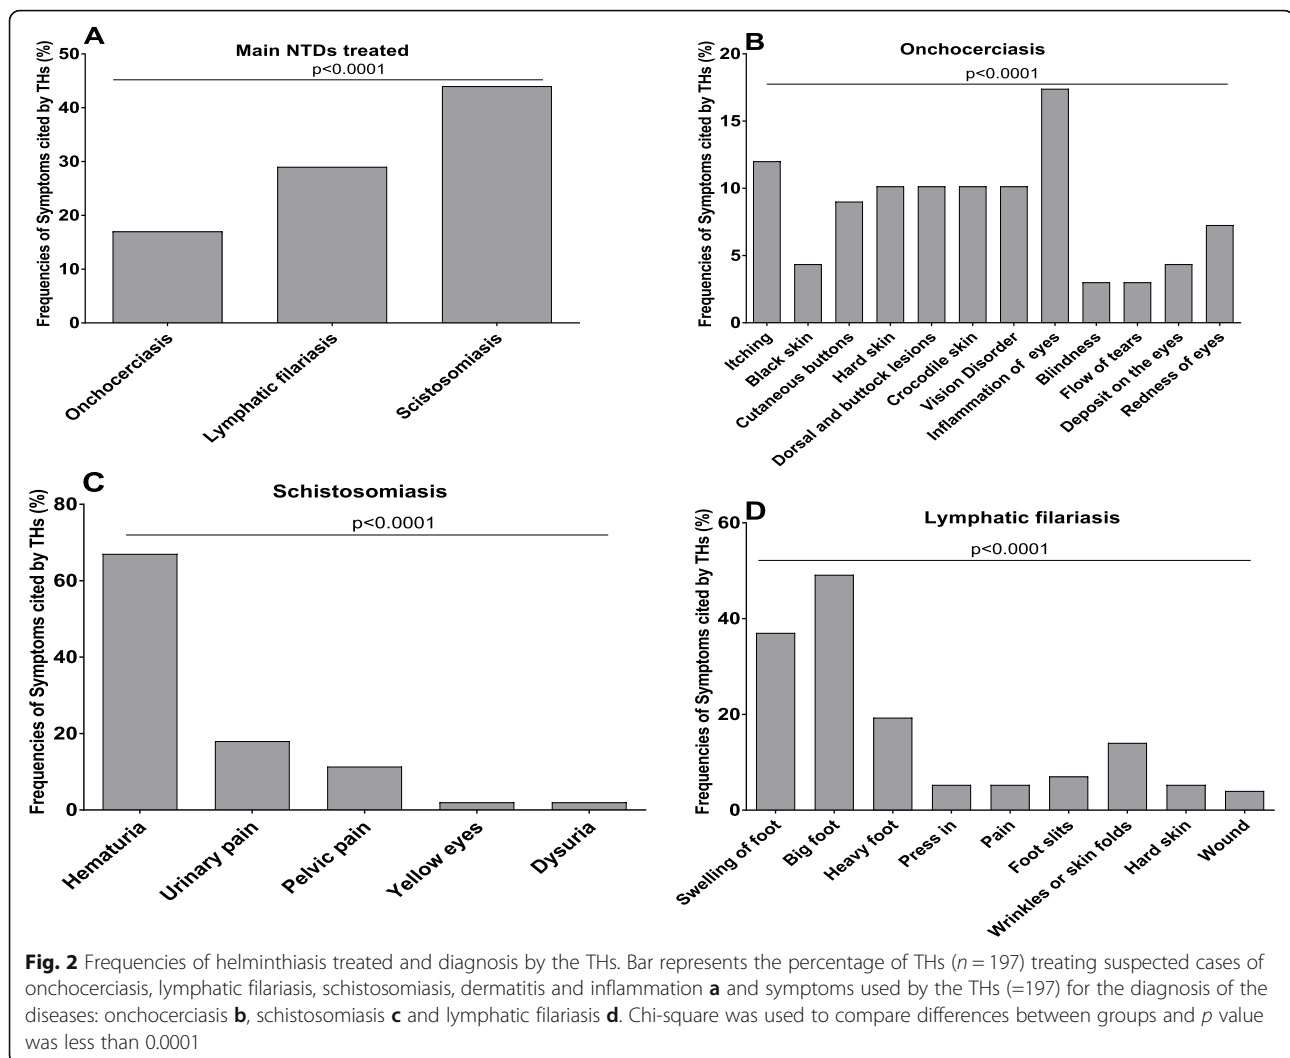 A
Main NTDs treated
p<0.0001
Frequencies of Symptoms cited by THs (%)
50
40
30
20
10
0
Onchocerciasis
Lymphatic filariasis
Scistosomiasis
B
Onchocerciasis
p<0.0001
Frequencies of Symptoms cited by THs (%)
20
15
10
5
0
Itching
Black skin
Cutaneous buttons
Hard skin
Dorsal and buttock lesions
Crocodile skin
Vision Disorder
Inflammation of eyes
Blindness
Flow of tears
Deposit on the eyes
Redness of eyes
C
Schistosomiasis
p<0.0001
Frequencies of Symptoms cited by THs (%)
80
60
40
20
0
Hematuria
Urinary pain
Pelvic pain
Yellow eyes
Dysuria
D
Lymphatic filariasis
p<0.0001
Frequencies of Symptoms cited by THs (%)
60
40
20
0
Swelling of foot
Big foot
Heavy foot
Press in
Pain
Foot slits
Wrinkles or skin folds
Hard skin
Wound
Fig. 2 Frequencies of helminthiasis treated and diagnosis by the THs. Bar represents the percentage of THs (n = 197) treating suspected cases of
onchocerciasis, lymphatic filariasis, schistosomiasis, dermatitis and inflammation a and symptoms used by the THs (=197) for the diagnosis of the
diseases: onchocerciasis b, schistosomiasis c and lymphatic filariasis d. Chi-square was used to compare differences between groups and p value
was less than 0.0001